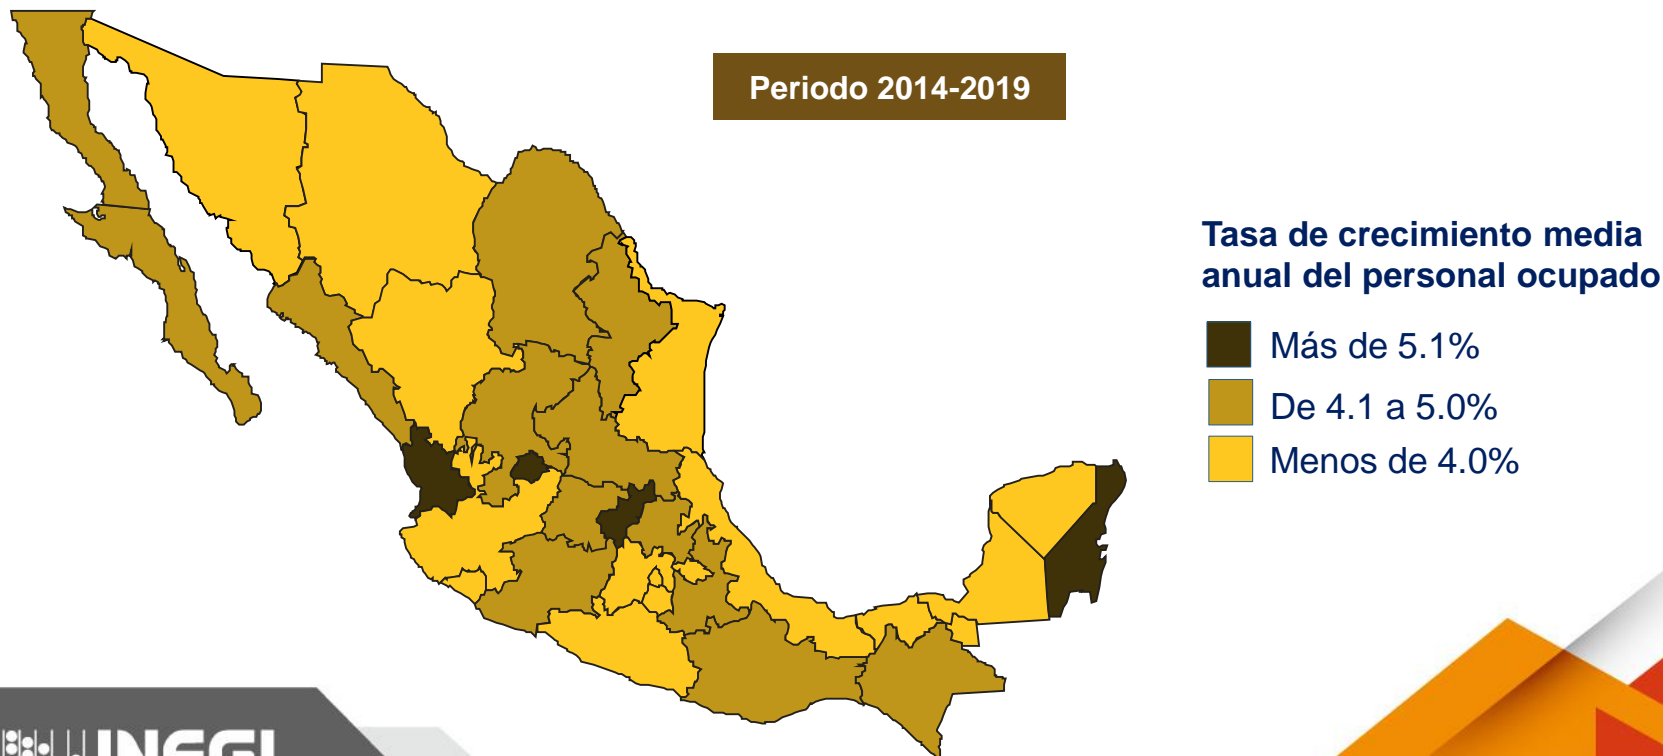 Periodo 2014-2019
Tasa de crecimiento media
anual del personal ocupado
Más de 5.1%
De 4.1 a 5.0%
Menos de 4.0%
INEGI